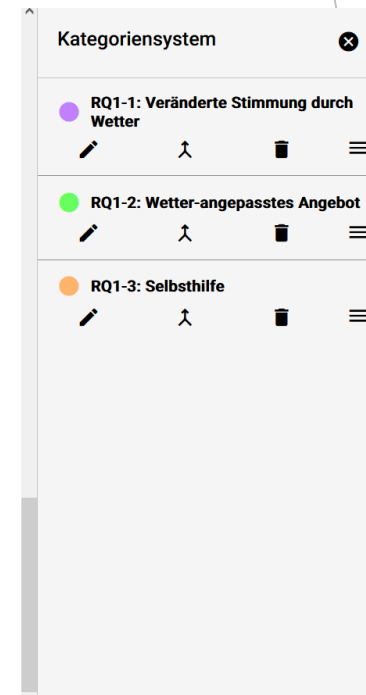 Kategoriensystem
RQ1-1: Veränderte Stimmung durch
Wetter
RQ1-2: Wetter-angepasstes Angebot
RQ1-3: Selbsthilfe